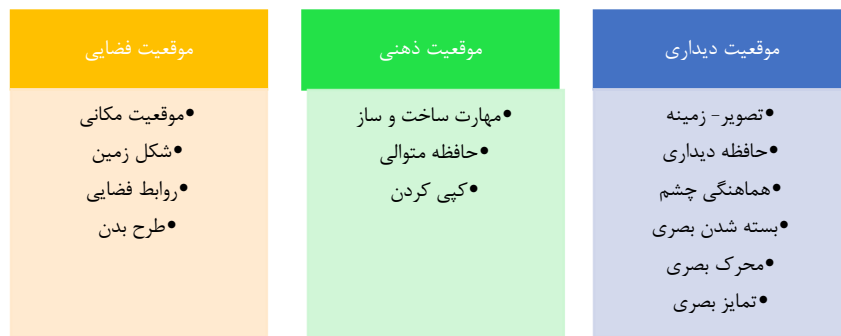 موقعیت دیداری
•تصویر- زمینه
•حافظه دیداری
•هماهنگی چشم
•بسته شدن بصری
•محرک بصری
•تمایز بصری
موقعیت ذهنی
•مهارت ساخت و ساز
•حافظه متوالی
•کپی کردن
موقعیت فضایی
•موقعیت مکانی
•شکل زمین
•روابط فضایی
•طرح بدن